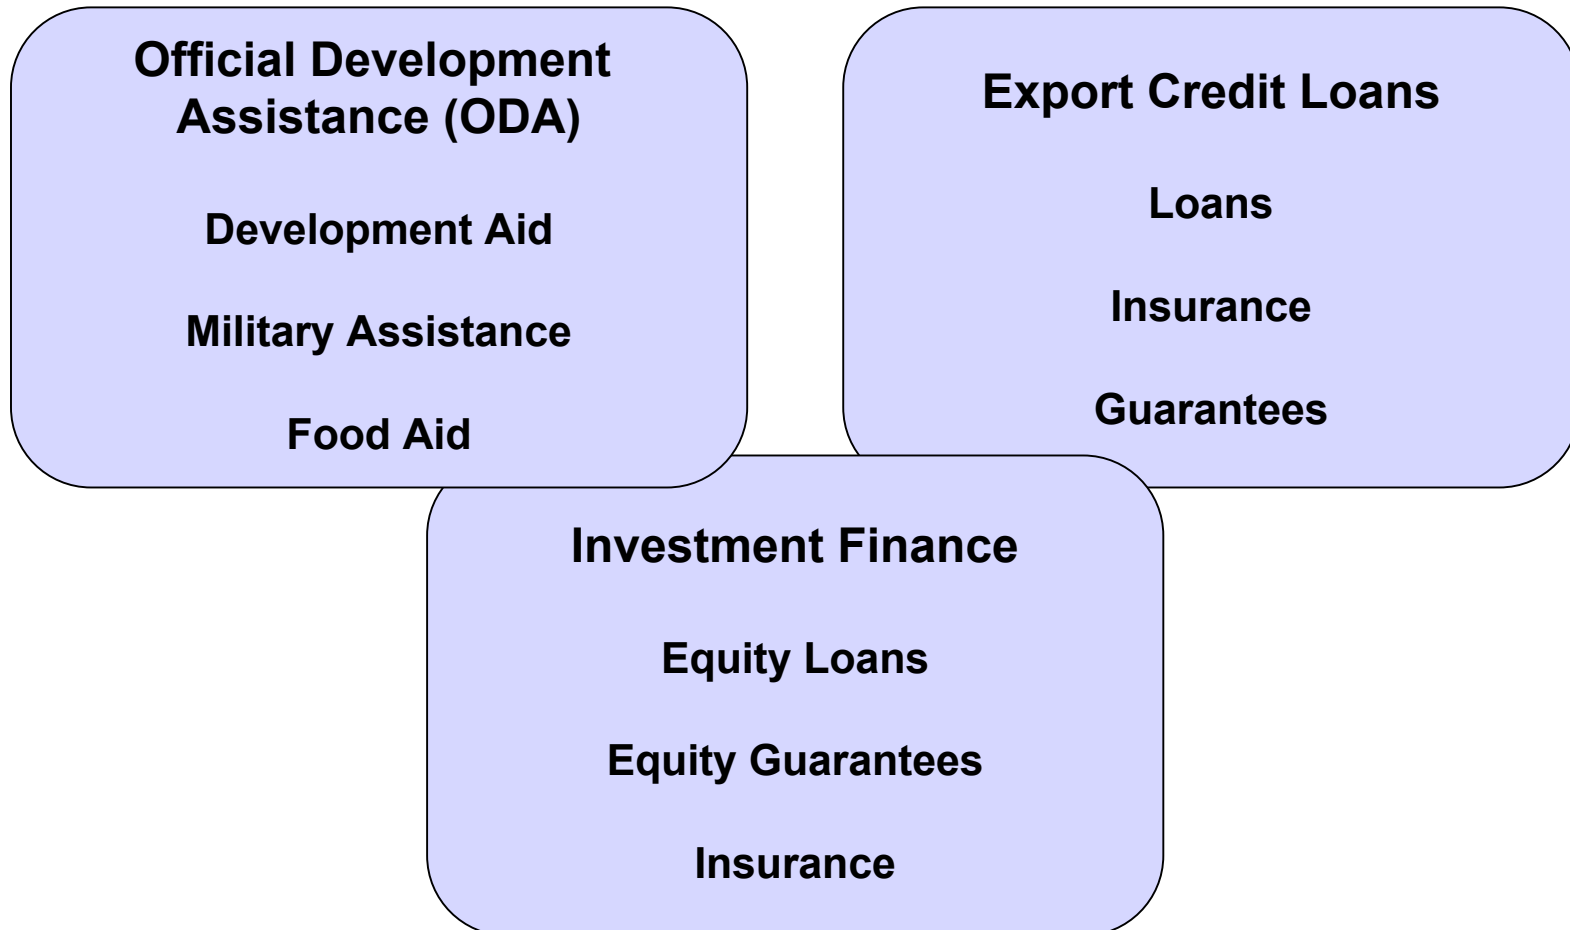 Official Development
Assistance (ODA)
Development Aid
Military Assistance
Food Aid
Export Credit Loans
Loans
Insurance
Guarantees
Investment Finance
Equity Loans
Equity Guarantees
Insurance